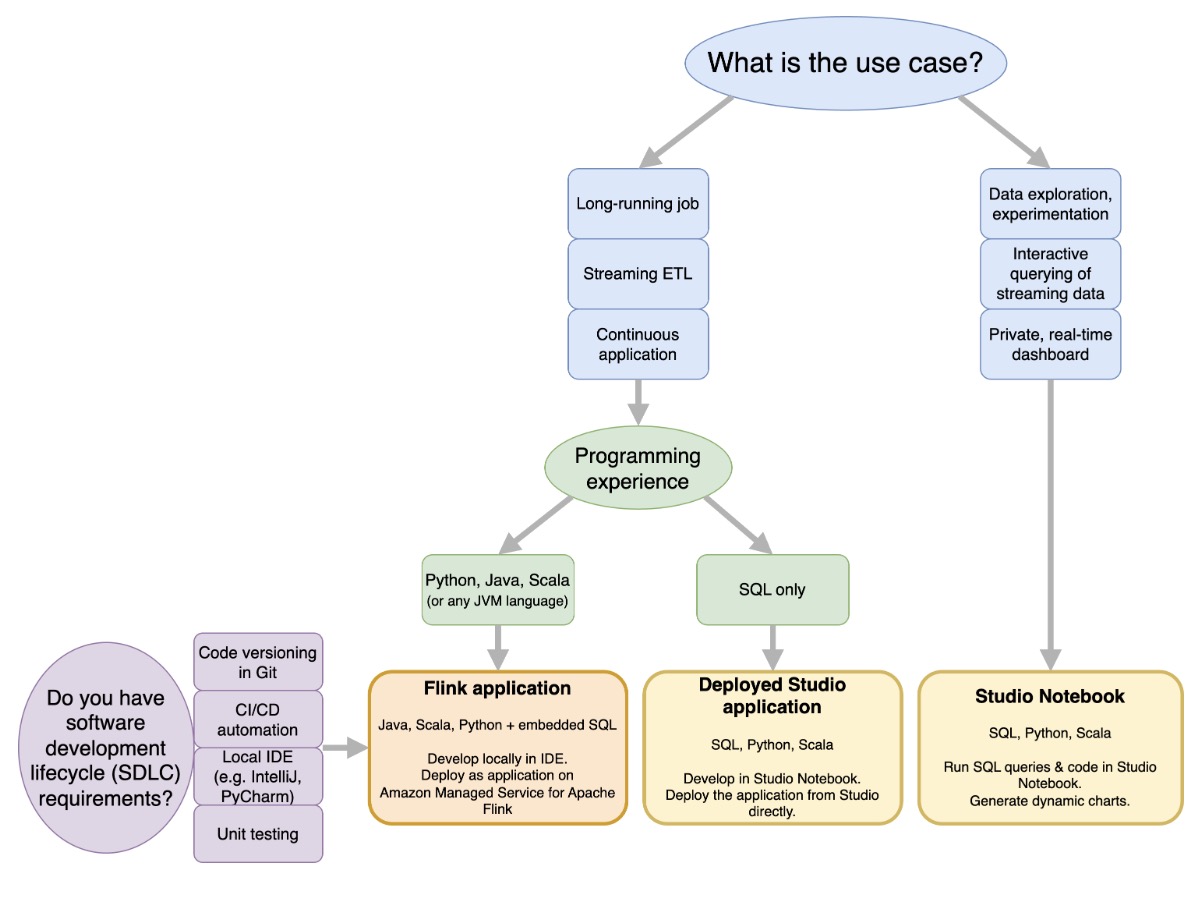 What is the use case?
Long-running job
Streaming ETL
Continuous
application
Data exploration,
experimentation
Interactive
querying of
streaming data
Private, real-time
dashboard
Programming
experience
Python, Java, Scala
(or any JVM language)
SQL only
Do you have
software
development
lifecycle (SDLC)
requirements?
Code versioning
in Git
CI/CD
automation
Local IDE
(e.g. IntelliJ,
PyCharm)
Unit testing
Flink application
Java, Scala, Python + embedded SQL
Develop locally in IDE.
Deploy as application on
Amazon Managed Service for Apache
Flink
Deployed Studio
application
SQL, Python, Scala
Develop in Studio Notebook.
Deploy the application from Studio
directly.
Studio Notebook
SQL, Python, Scala
Run SQL queries & code in Studio
Notebook.
Generate dynamic charts.